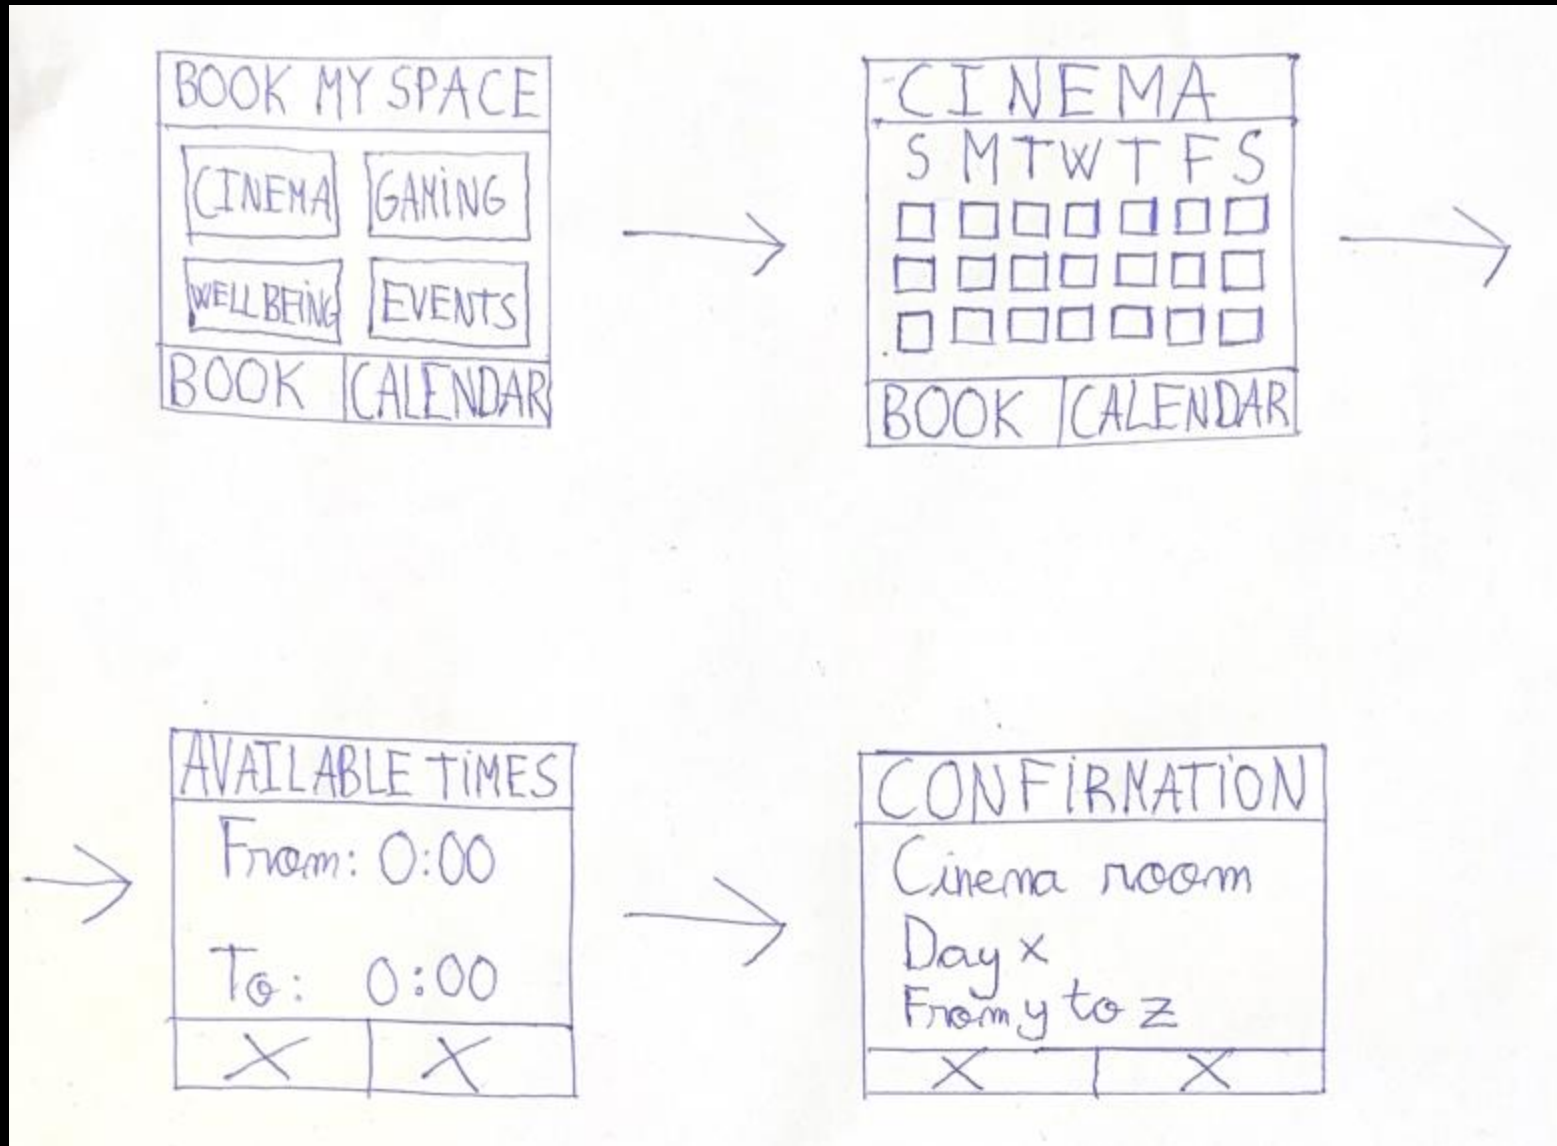 BOOK MY SPACE
CINEMA GAMING
WELLBEING EVENTS
BOOK CALENDAR
CINEMA
S M T W T F S
BOOK CALENDAR
AVAILABLE TIMES
From: 0:00
To: 0:00
X X
CONFIRMATION
Cinema room
Day x
From y to z
X X